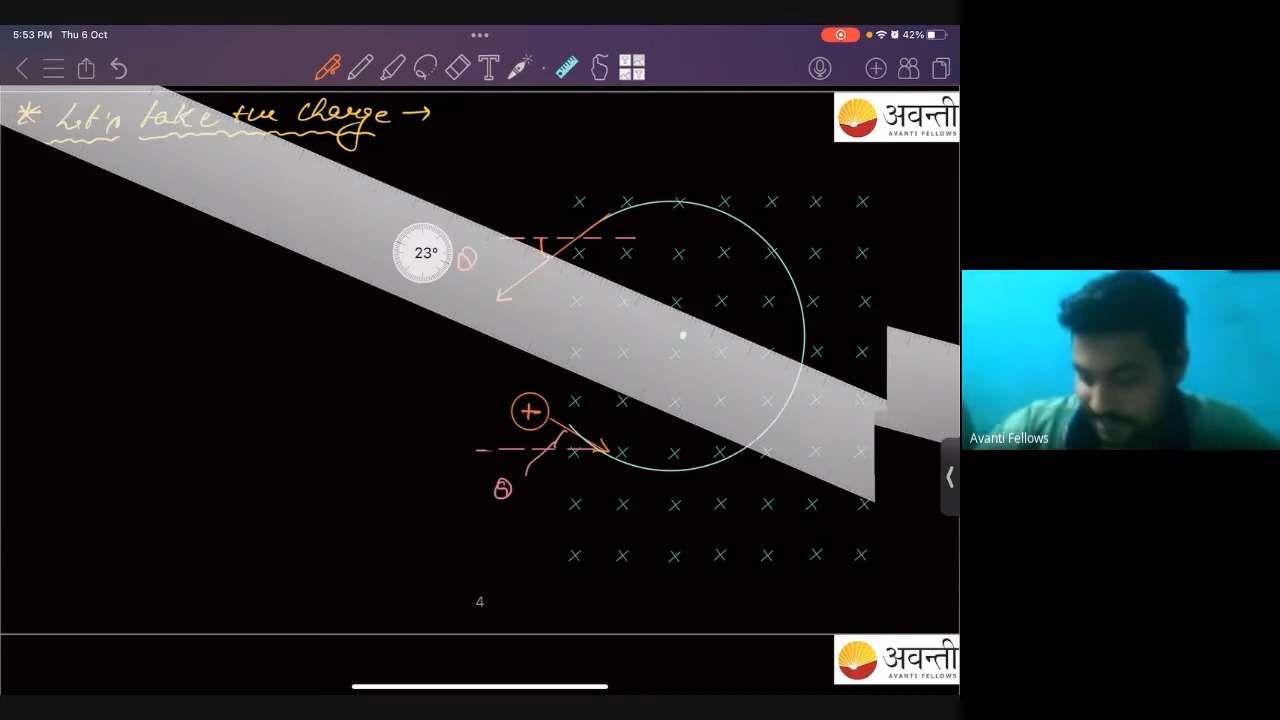 5:53 PM Thu 6 Oct
42%
* Let's take the charge →
अवन्ती
AVANTI FELLOWS
23°
θ
+
θ
Avanti Fellows
4
अवन्ती
AVANTI FELLOWS